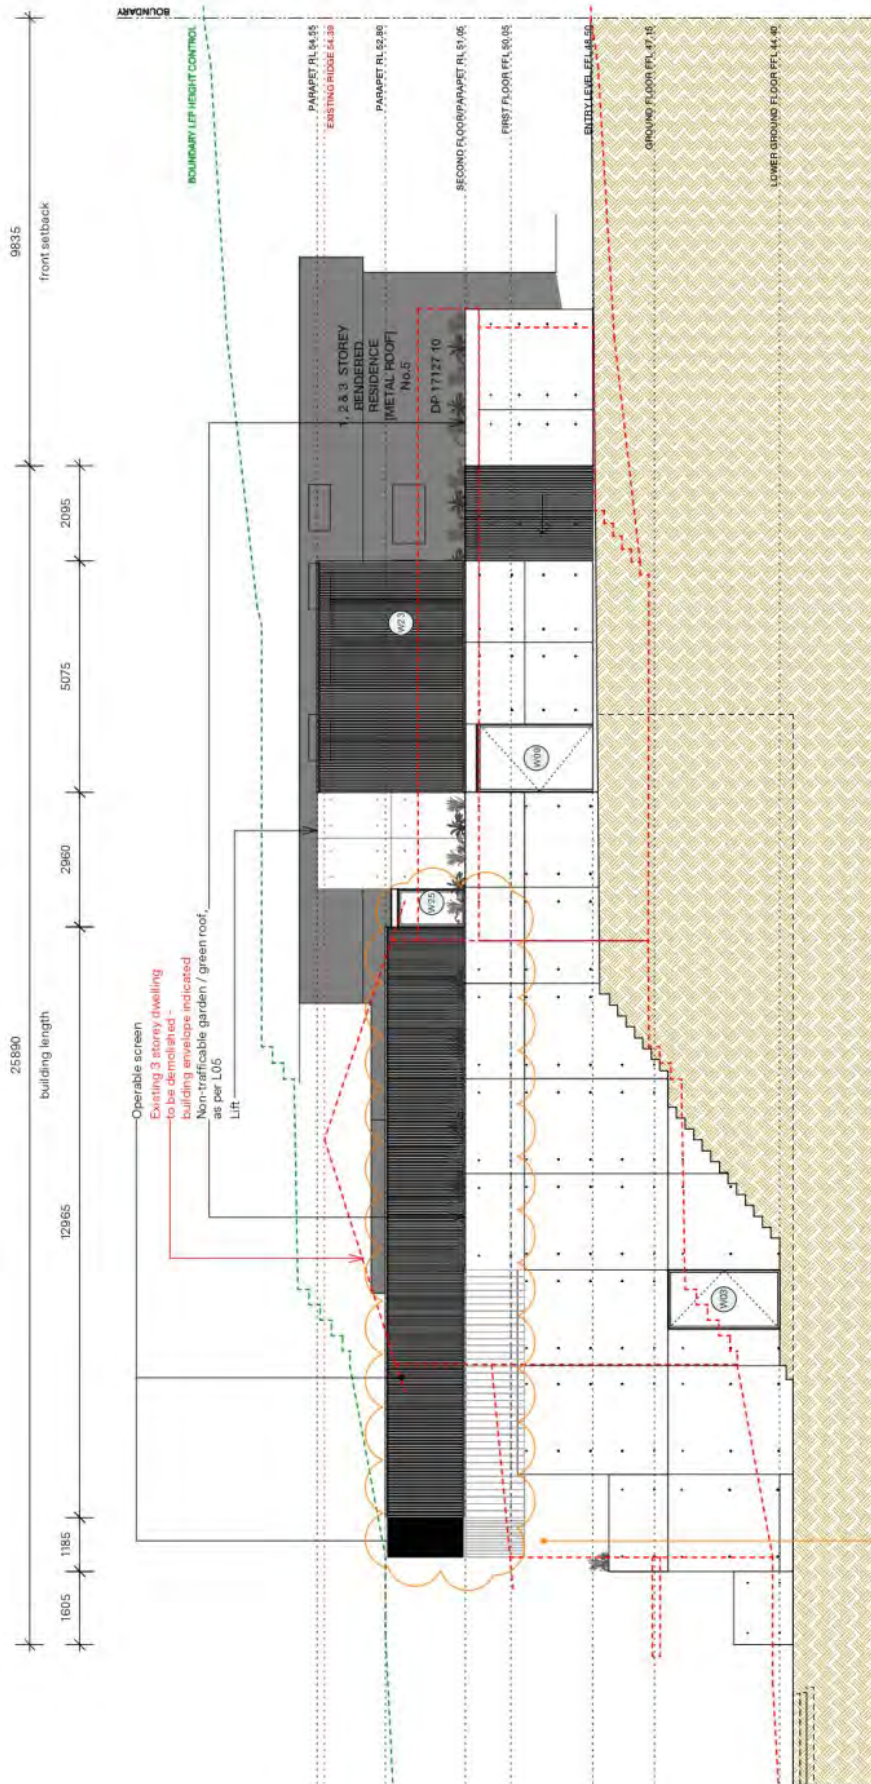 BOUNDARY
9835
front setback
25890
building length
2095
5075
2960
12965
1185
1605
BOUNDARY LEP HEIGHT CONTROL
PARAPET RL 54.55
EXISTING RIDGE 54.39
PARAPET RL 52.80
SECOND FLOOR/PARAPET RL 51.05
FIRST FLOOR FFL 50.05
ENTRY LEVEL FFL 48.50
GROUND FLOOR FFL 47.15
LOWER GROUND FLOOR FFL 44.40
Operable screen
Existing 3 storey dwelling
to be demolished -
building envelope indicated
Non-trafficable garden / green roof,
as per L05
Lift
1, 2 & 3 STOREY
RENDERED
RESIDENCE
[METAL ROOF]
No.5
DP 17127 10
W23
W09
W25
W03